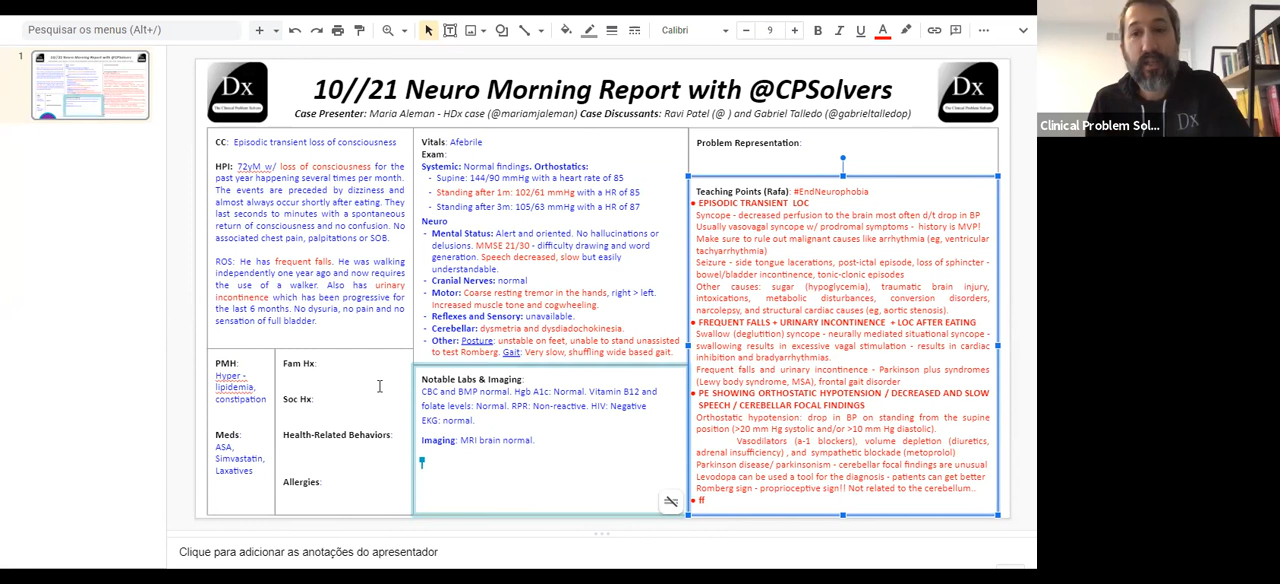 Pesquisar os menus (Alt+/)
Calibri
9
B I U A
1
Dx
The Clinical Problem Solvers
10//21 Neuro Morning Report with @CPSolvers
Case Presenter: Maria Aleman - HDx case (@mariamjaleman) Case Discussants: Ravi Patel (@ ) and Gabriel Talledo (@gabrieltalledop)
Dx
The Clinical Problem Solvers
CC: Episodic transient loss of consciousness
HPI: 72yM w/ loss of consciousness for the
past year happening several times per month.
The events are preceded by dizziness and
almost always occur shortly after eating. They
last seconds to minutes with a spontaneous
return of consciousness and no confusion. No
associated chest pain, palpitations or SOB.
ROS: He has frequent falls. He was walking
independently one year ago and now requires
the use of a walker. Also has urinary
incontinence which has been progressive for
the last 6 months. No dysuria, no pain and no
sensation of full bladder.
PMH:
Hyper -
lipidemia,
constipation
Meds:
ASA,
Simvastatin,
Laxatives
Fam Hx:
Soc Hx:
Health-Related Behaviors:
Allergies:
Vitals: Afebrile
Exam:
Systemic: Normal findings. Orthostatics:
- Supine: 144/90 mmHg with a heart rate of 85
- Standing after 1m: 102/61 mmHg with a HR of 85
- Standing after 3m: 105/63 mmHg with a HR of 87
Neuro
- Mental Status: Alert and oriented. No hallucinations or
delusions. MMSE 21/30 - difficulty drawing and word
generation. Speech decreased, slow but easily
understandable.
- Cranial Nerves: normal
- Motor: Coarse resting tremor in the hands, right > left.
Increased muscle tone and cogwheeling.
- Reflexes and Sensory: unavailable.
- Cerebellar: dysmetria and dysdiadochokinesia.
- Other: Posture: unstable on feet, unable to stand unassisted
to test Romberg. Gait: Very slow, shuffling wide based gait.
Notable Labs & Imaging:
CBC and BMP normal. Hgb A1c: Normal. Vitamin B12 and
folate levels: Normal. RPR: Non-reactive. HIV: Negative
EKG: normal.
Imaging: MRI brain normal.
Problem Representation:
Teaching Points (Rafa): #EndNeurophobia
● EPISODIC TRANSIENT LOC
Syncope - decreased perfusion to the brain most often d/t drop in BP
Usually vasovagal syncope w/ prodromal symptoms - history is MVP!
Make sure to rule out malignant causes like arrhythmia (eg, ventricular
tachyarrhythmia)
Seizure - side tongue lacerations, post-ictal episode, loss of sphincter -
bowel/bladder incontinence, tonic-clonic episodes
Other causes: sugar (hypoglycemia), traumatic brain injury,
intoxications, metabolic disturbances, conversion disorders,
narcolepsy, and structural cardiac causes (eg, aortic stenosis).
● FREQUENT FALLS + URINARY INCONTINENCE + LOC AFTER EATING
Swallow (deglutition) syncope - neurally mediated situational syncope -
swallowing results in excessive vagal stimulation - results in cardiac
inhibition and bradyarrhythmias.
Frequent falls and urinary incontinence - Parkinson plus syndromes
(Lewy body syndrome, MSA), frontal gait disorder
● PE SHOWING ORTHOSTATIC HYPOTENSION / DECREASED AND SLOW
SPEECH / CEREBELLAR FOCAL FINDINGS
Orthostatic hypotension: drop in BP on standing from the supine
position (>20 mm Hg systolic and/or >10 mm Hg diastolic).
Vasodilators (a-1 blockers), volume depletion (diuretics,
adrenal insufficiency) , and sympathetic blockade (metoprolol)
Parkinson disease/ parkinsonism - cerebellar focal findings are unusual
Levodopa can be used a tool for the diagnosis - patients can get better
Romberg sign - proprioceptive sign!! Not related to the cerebellum..
● ff
Clique para adicionar as anotações do apresentador
Clinical Problem Sol...